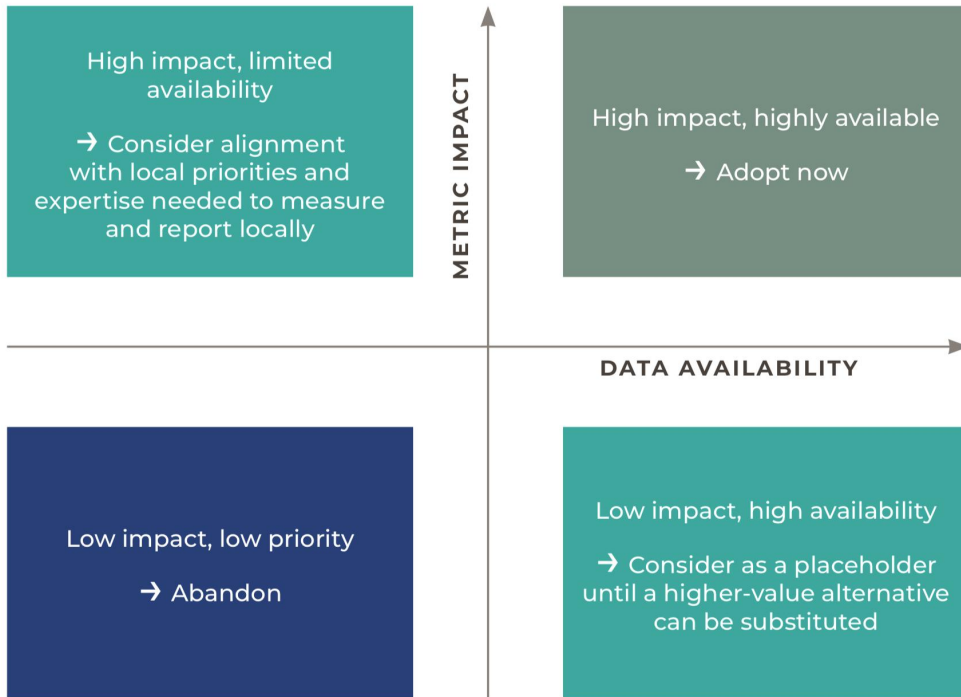 High impact, limited
availability
→ Consider alignment
with local priorities and
expertise needed to measure
and report locally
METRIC IMPACT
High impact, highly available
→ Adopt now
DATA AVAILABILITY
Low impact, low priority
→ Abandon
Low impact, high availability
→ Consider as a placeholder
until a higher-value alternative
can be substituted